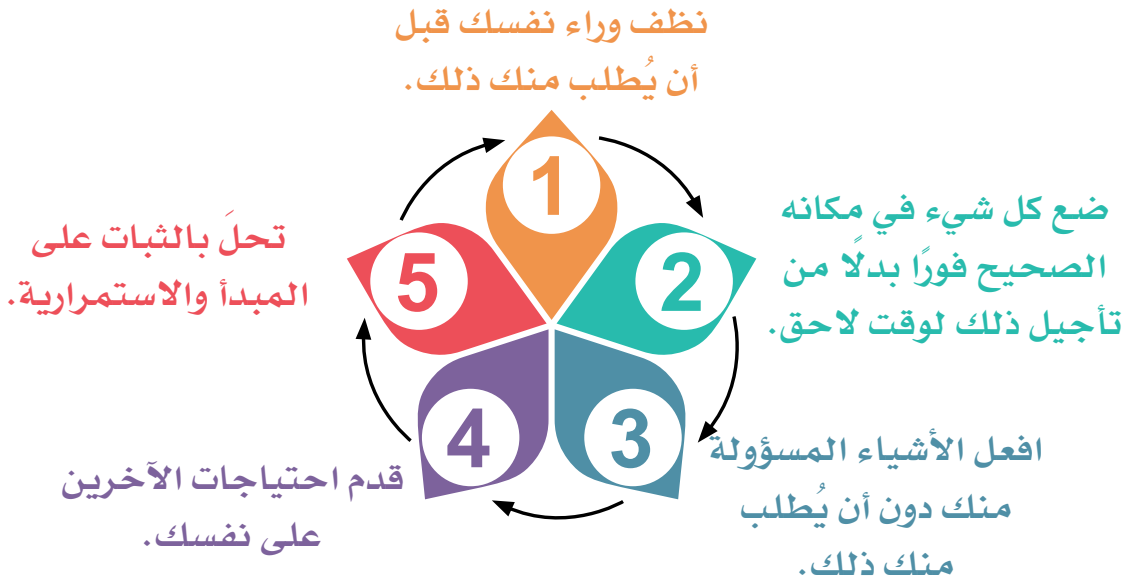 نظف وراء نفسك قبل
أن يُطلب منك ذلك.
1
2
ضع كل شيء في مكانه
الصحيح فورًا بدلًا من
تأجيل ذلك لوقت لاحق.
3
افعل الأشياء المسؤولة
منك دون أن يُطلب
منك ذلك.
4
قدم احتياجات الآخرين
على نفسك.
5
تحلَ بالثبات على
المبدأ والاستمرارية.